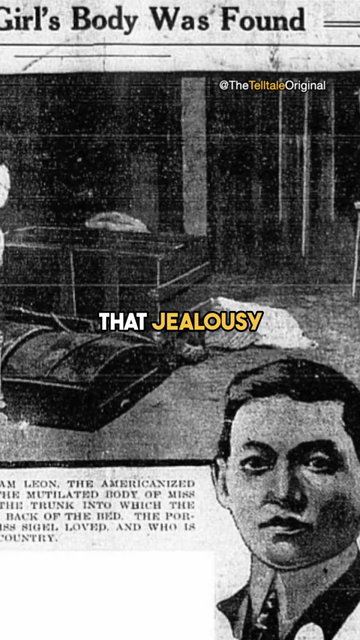 Girl's Body Was Found
@TheTelltaleOriginal
THAT JEALOUSY
AM LEON, THE AMERICANIZED
THE MUTILATED BODY OF MISS
THE TRUNK INTO WHICH THE
BACK OF THE BED. THE POR-
ISS SIGEL LOVED, AND WHO IS
COUNTRY.